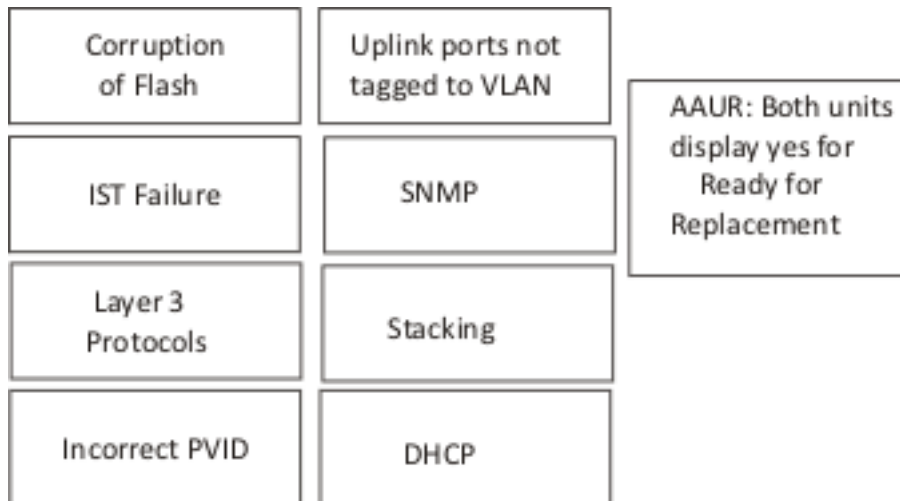 Corruption
of Flash
Uplink ports not
tagged to VLAN
AAUR: Both units
display yes for
Ready for
Replacement
IST Failure
SNMP
Layer 3
Protocols
Stacking
Incorrect PVID
DHCP